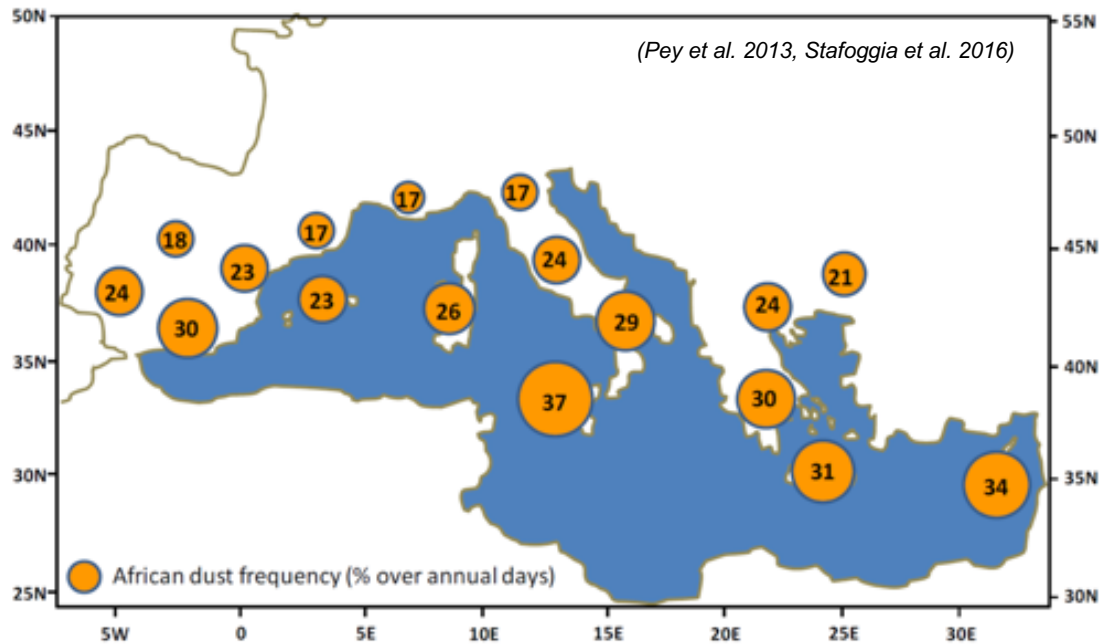 50N
55N
(Pey et al. 2013, Stafoggia et al. 2016)
45N
50N
17
17
17
18
40N
45N
24
23
21
24
23
26
24
29
30
35N
40N
37
30
31
34
30N
35N
African dust frequency (% over annual days)
25N
30N
5W 0 5E 10E 15E 20E 25E 30E